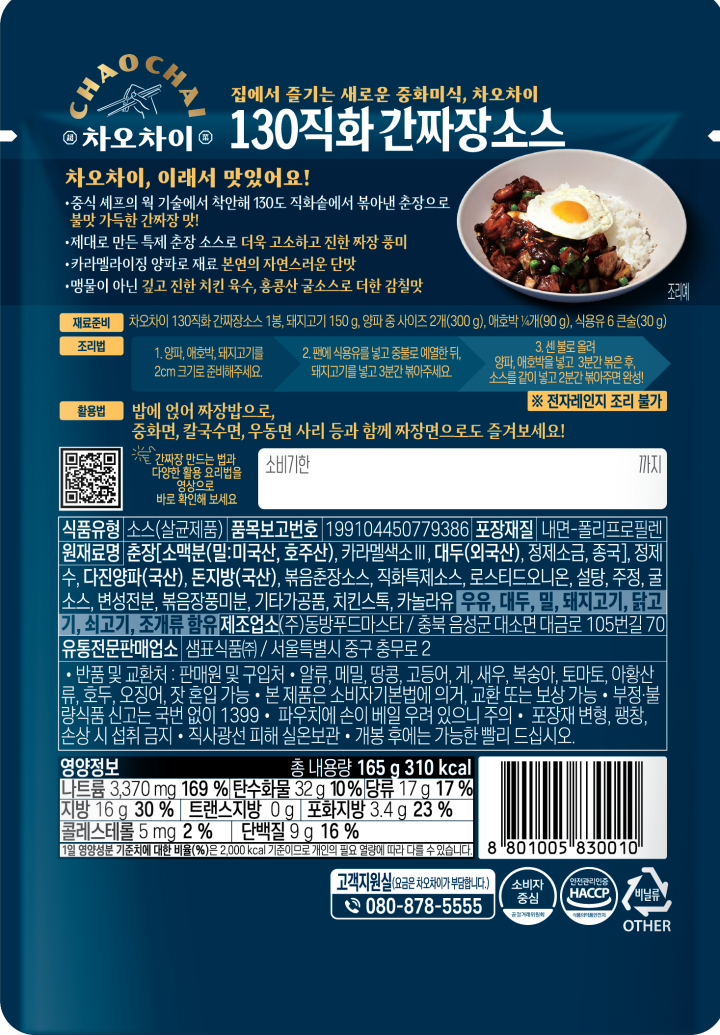 CHAO CHAI
차오차이
집에서 즐기는 새로운 중화미식, 차오차이
130직화 간짜장소스
차오차이, 이래서 맛있어요!
•중식 셰프의 웍 기술에서 착안해 130도 직화솥에서 볶아낸 춘장으로
불맛 가득한 간짜장 맛!
•제대로 만든 특제 춘장 소스로 더욱 고소하고 진한 짜장 풍미
•카라멜라이징 양파로 재료 본연의 자연스러운 단맛
•맹물이 아닌 깊고 진한 치킨 육수, 홍콩산 굴소스로 더한 감칠맛
조리예
재료준비 차오차이 130직화 간짜장소스 1봉, 돼지고기 150 g, 양파 중 사이즈 2개(300 g), 애호박 ¼개(90 g), 식용유 6 큰술(30 g)
조리법
1. 양파, 애호박, 돼지고기를
2cm 크기로 준비해주세요.
2. 팬에 식용유를 넣고 중불로 예열한 뒤,
돼지고기를 넣고 3분간 볶아주세요.
3. 센 불로 올려
양파, 애호박을 넣고 3분간 볶은 후,
소스를 같이 넣고 2분간 볶아주면 완성!
※ 전자레인지 조리 불가
활용법 밥에 얹어 짜장밥으로,
중화면, 칼국수면, 우동면 사리 등과 함께 짜장면으로도 즐겨보세요!
간짜장 만드는 법과
다양한 활용 요리법을
영상으로
바로 확인해 보세요
소비기한 까지
식품유형 소스(살균제품) 품목보고번호 199104450779386 포장재질 내면-폴리프로필렌
원재료명 춘장[소맥분(밀:미국산, 호주산), 카라멜색소Ⅲ, 대두(외국산), 정제소금, 종국], 정제
수, 다진양파(국산), 돈지방(국산), 볶음춘장소스, 직화특제소스, 로스티드오니온, 설탕, 주정, 굴
소스, 변성전분, 볶음장풍미분, 기타가공품, 치킨스톡, 카놀라유 우유, 대두, 밀, 돼지고기, 닭고
기, 쇠고기, 조개류 함유 제조업소 (주)동방푸드마스타 / 충북 음성군 대소면 대금로 105번길 70
유통전문판매업소 샘표식품㈜ / 서울특별시 중구 충무로 2
• 반품 및 교환처 : 판매원 및 구입처 • 알류, 메밀, 땅콩, 고등어, 게, 새우, 복숭아, 토마토, 아황산
류, 호두, 오징어, 잣 혼입 가능 • 본 제품은 소비자기본법에 의거, 교환 또는 보상 가능 • 부정·불
량식품 신고는 국번 없이 1399 • 파우치에 손이 베일 우려 있으니 주의 • 포장재 변형, 팽창,
손상 시 섭취 금지 • 직사광선 피해 실온보관 • 개봉 후에는 가능한 빨리 드십시오.
영양정보 총 내용량 165 g 310 kcal
나트륨 3,370 mg 169 % 탄수화물 32 g 10 % 당류 17 g 17 %
지방 16 g 30 % 트랜스지방 0 g 포화지방 3.4 g 23 %
콜레스테롤 5 mg 2 % 단백질 9 g 16 %
1일 영양성분 기준치에 대한 비율(%)은 2,000 kcal 기준이므로 개인의 필요 열량에 따라 다를 수 있습니다.
8 801005 830010
고객지원실(요금은 차오차이가 부담합니다.)
080-878-5555
소비자
중심
공정거래위원회
안전관리인증
HACCP
식품의약품안전처
비닐류
OTHER